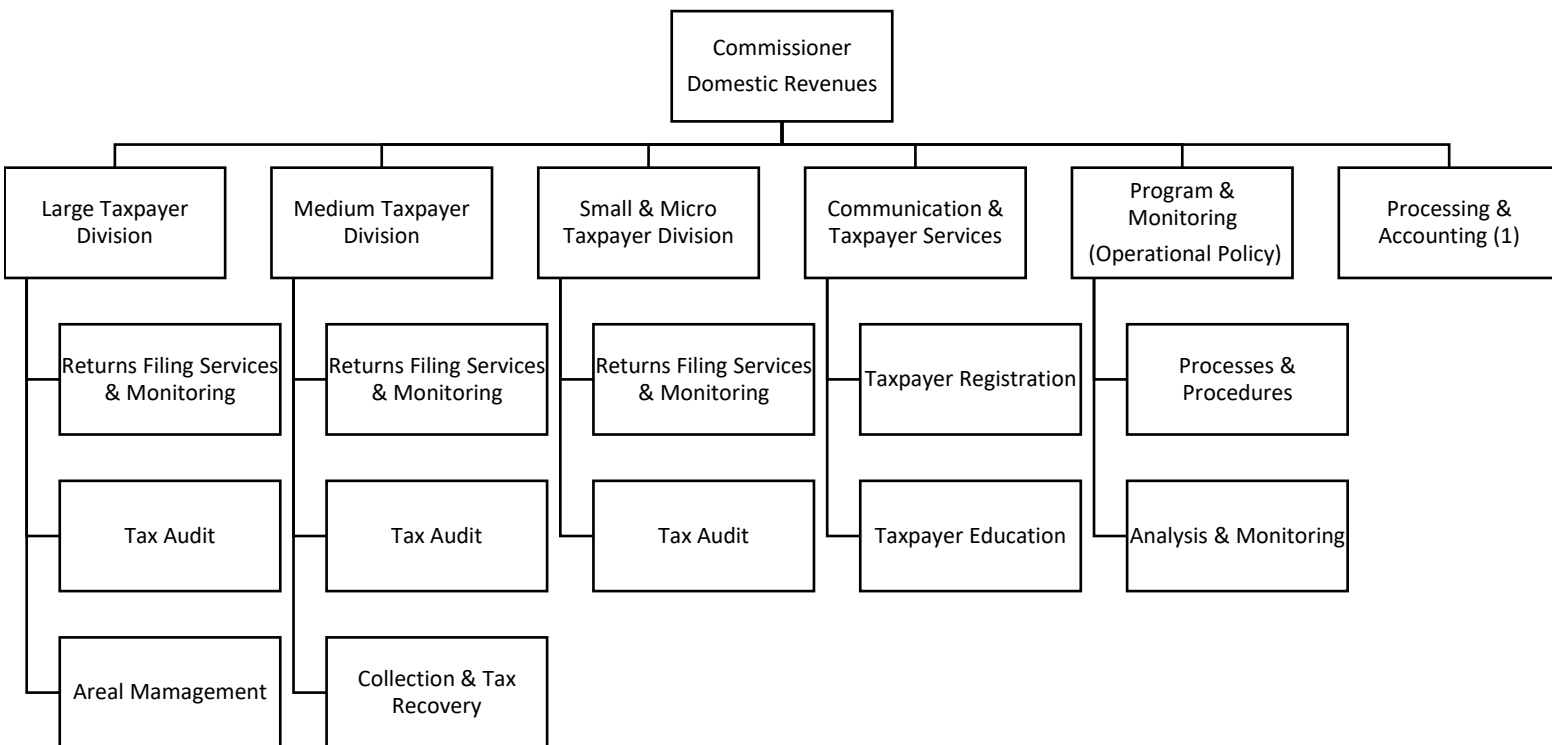 Commissioner
Domestic Revenues
Large Taxpayer
Division
Medium Taxpayer
Division
Small & Micro
Taxpayer Division
Communication &
Taxpayer Services
Program &
Monitoring
(Operational Policy)
Processing &
Accounting (1)
Returns Filing Services
& Monitoring
Returns Filing Services
& Monitoring
Returns Filing Services
& Monitoring
Taxpayer Registration
Processes &
Procedures
Tax Audit
Tax Audit
Tax Audit
Taxpayer Education
Analysis & Monitoring
Areal Mamagement
Collection & Tax
Recovery